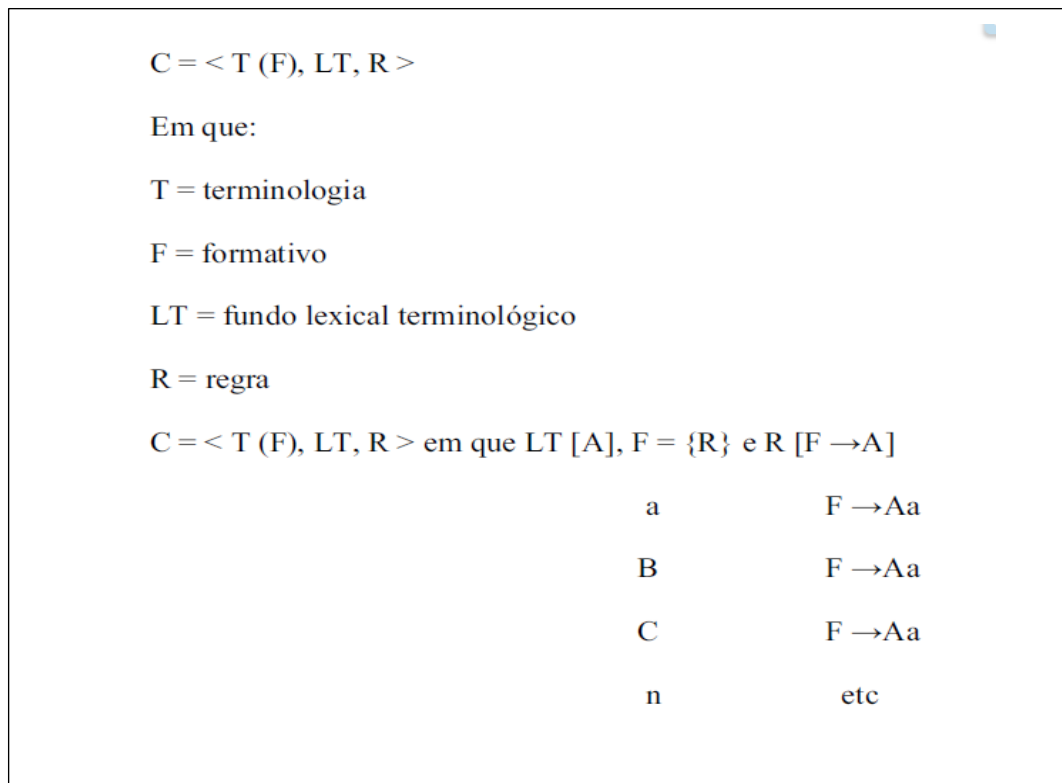 C = < T (F), LT, R >
Em que:
T = terminologia
F = formativo
LT = fundo lexical terminológico
R = regra
C = < T (F), LT, R > em que LT [A], F = {R} e R [F →A]
a F →Aa
B F →Aa
C F →Aa
n etc